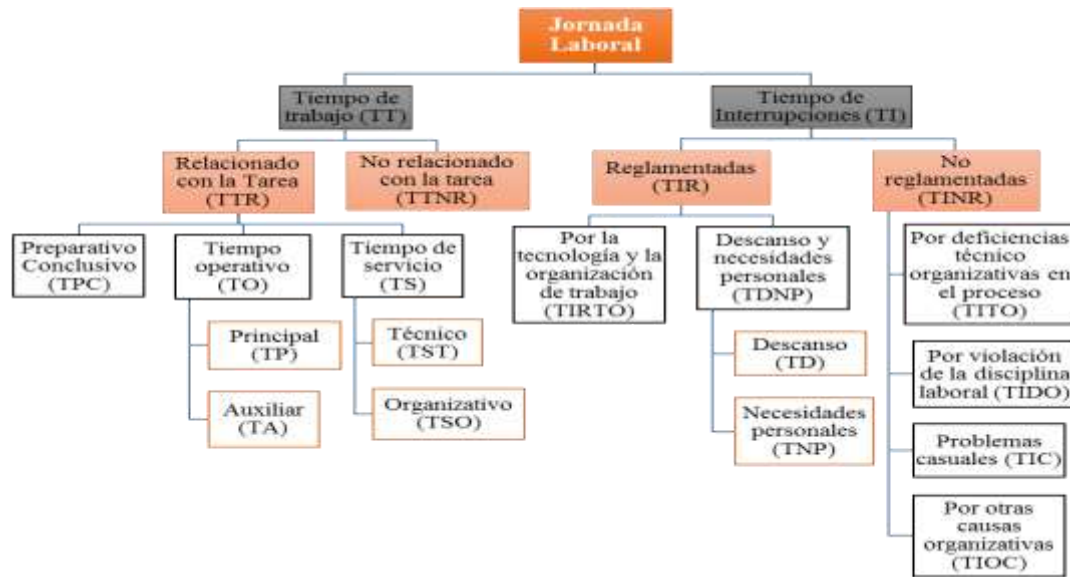 Jornada
Laboral
Tiempo de
trabajo (TT)
Tiempo de
Interrupciones (TI)
Relacionado
con la Tarea
(TTR)
No relacionado
con la tarea
(TTNR)
Reglamentadas
(TIR)
No
reglamentadas
(TINR)
Preparativo
Conclusivo
(TPC)
Tiempo
operativo
(TO)
Tiempo de
servicio
(TS)
Por la
tecnología y la
organización
de trabajo
(TIRTO)
Descanso y
necesidades
personales
(TDNP)
Por deficiencias
técnico
organizativas en
el proceso
(TITO)
Principal
(TP)
Técnico
(TST)
Descanso
(TD)
Por violación
de la disciplina
laboral (TIDO)
Auxiliar
(TA)
Organizativo
(TSO)
Necesidades
personales
(TNP)
Problemas
casuales (TIC)
Por otras
causas
organizativas
(TIOC)